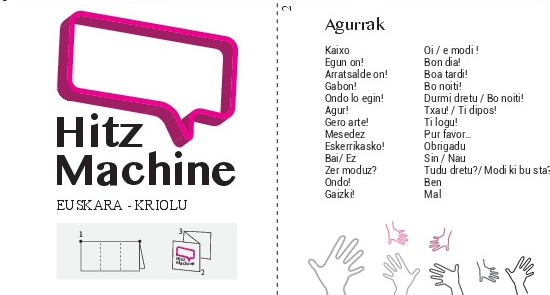 Hitz
Machine
EUSKARA - KRIOLU
1
3
Hitz
Machine
2
2
Agurrak
Kaixo Oi / e modi !
Egun on! Bon dia!
Arratsalde on! Boa tardi!
Gabon! Bo noiti!
Ondo lo egin! Durmi dretu / Bo noiti!
Agur! Txau! / Ti dipos!
Gero arte! Ti logu!
Mesedez Pur favor...
Eskerrikasko! Obrigadu
Bai/ Ez Sin / Nau
Zer moduz? Tudu dretu?/ Modi ki bu sta?
Ondo! Ben
Gaizki! Mal